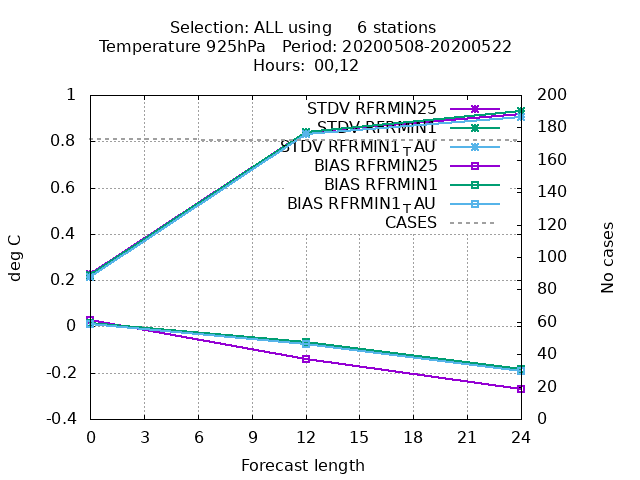 Selection: ALL using     6 stations
Temperature 925hPa   Period: 20200508-20200522
Hours:  00,12
STDV RFRMIN25
STDV RFRMIN1
STDV RFRMIN1_TAU
BIAS RFRMIN25
BIAS RFRMIN1
BIAS RFRMIN1_TAU
CASES
1
0.8
0.6
0.4
0.2
0
-0.2
-0.4
deg C
200
180
160
140
120
100
80
60
40
20
0
No cases
0 3 6 9 12 15 18 21 24
Forecast length